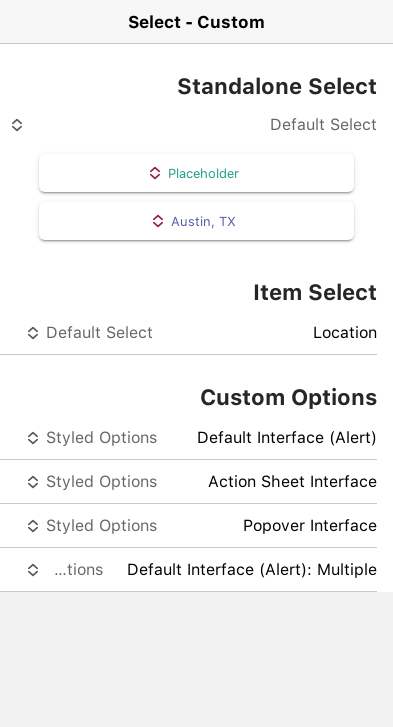 Select - Custom
Standalone Select
Default Select
Placeholder
Austin, TX
Item Select
Location
Default Select
Custom Options
Default Interface (Alert)
Styled Options
Action Sheet Interface
Styled Options
Popover Interface
Styled Options
Default Interface (Alert): Multiple
...tions